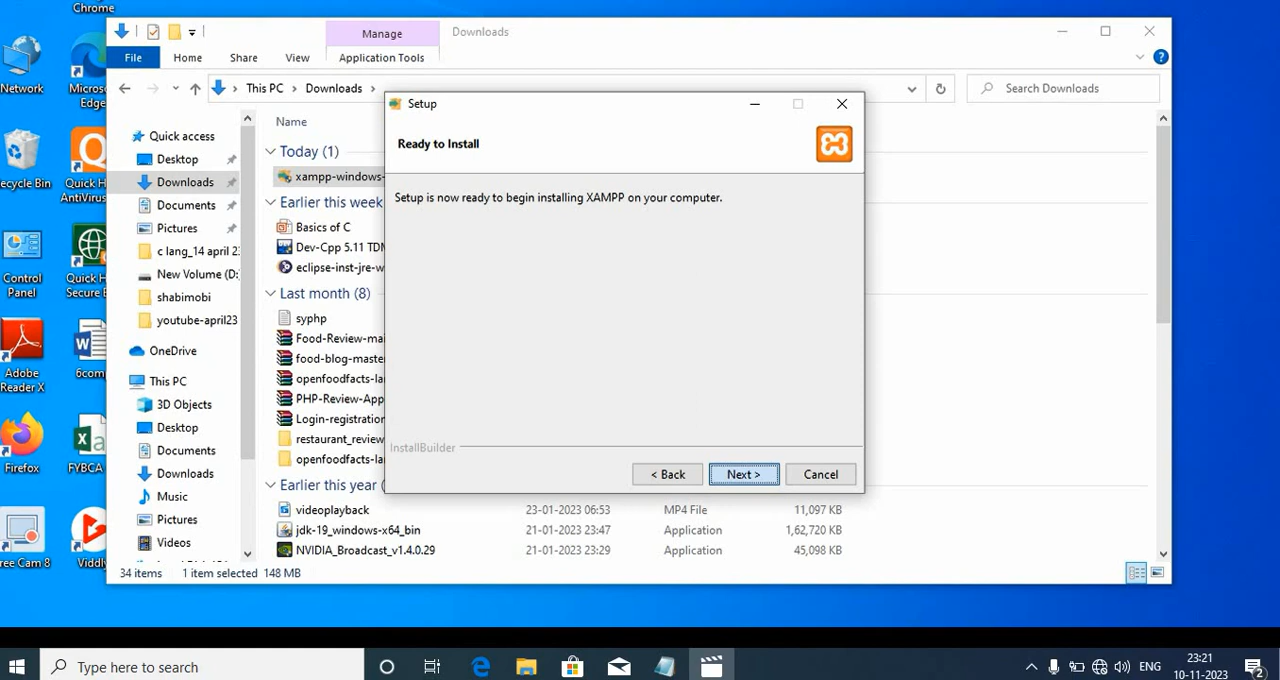 Chrome
Network
Micros
Edge
ecycle Bin
Quick H
AntiVirus
Control
Panel
Quick H
Secure B
Adobe
Reader X
6comp
Firefox
FYBCA
ree Cam 8
Viddly
Manage
Downloads
File
Home
Share
View
Application Tools
This PC
Downloads
Search Downloads
Quick access
Desktop
Downloads
Documents
Pictures
c lang_14 april 23
New Volume (D:)
shabimobi
youtube-april23
OneDrive
This PC
3D Objects
Desktop
Documents
Downloads
Music
Pictures
Videos
Name
Today (1)
xampp-windows-
Earlier this week
Basics of C
Dev-Cpp 5.11 TDM
eclipse-inst-jre-w
Last month (8)
syphp
Food-Review-mai
food-blog-master
openfoodfacts-la
PHP-Review-App
Login-registration
restaurant_review
openfoodfacts-la
Earlier this year (
videoplayback 23-01-2023 06:53 MP4 File 11,097 KB
jdk-19_windows-x64_bin 21-01-2023 23:47 Application 1,62,720 KB
NVIDIA_Broadcast_v1.4.0.29 21-01-2023 23:29 Application 45,098 KB
34 items 1 item selected 148 MB
Setup
Ready to Install
Setup is now ready to begin installing XAMPP on your computer.
InstallBuilder
< Back
Next >
Cancel
Type here to search
ENG
23:21
10-11-2023
2